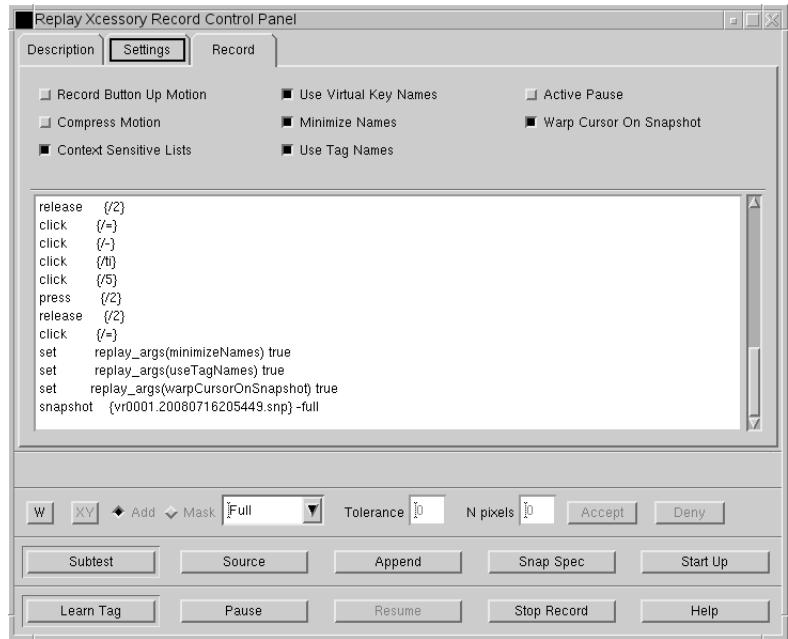 Replay Xcessory Record Control Panel
Description Settings Record
Record Button Up Motion Use Virtual Key Names Active Pause
Compress Motion Minimize Names Warp Cursor On Snapshot
Context Sensitive Lists Use Tag Names
release {/2}
click {/=}
click {/-}
click {/ti}
click {/5}
press {/2}
release {/2}
click {/=}
set replay_args(minimizeNames) true
set replay_args(useTagNames) true
set replay_args(warpCursorOnSnapshot) true
snapshot {vr0001.20080716205449.snp} -full
W XY Add Mask Full Tolerance 0 N pixels 0 Accept Deny
Subtest Source Append Snap Spec Start Up
Learn Tag Pause Resume Stop Record Help